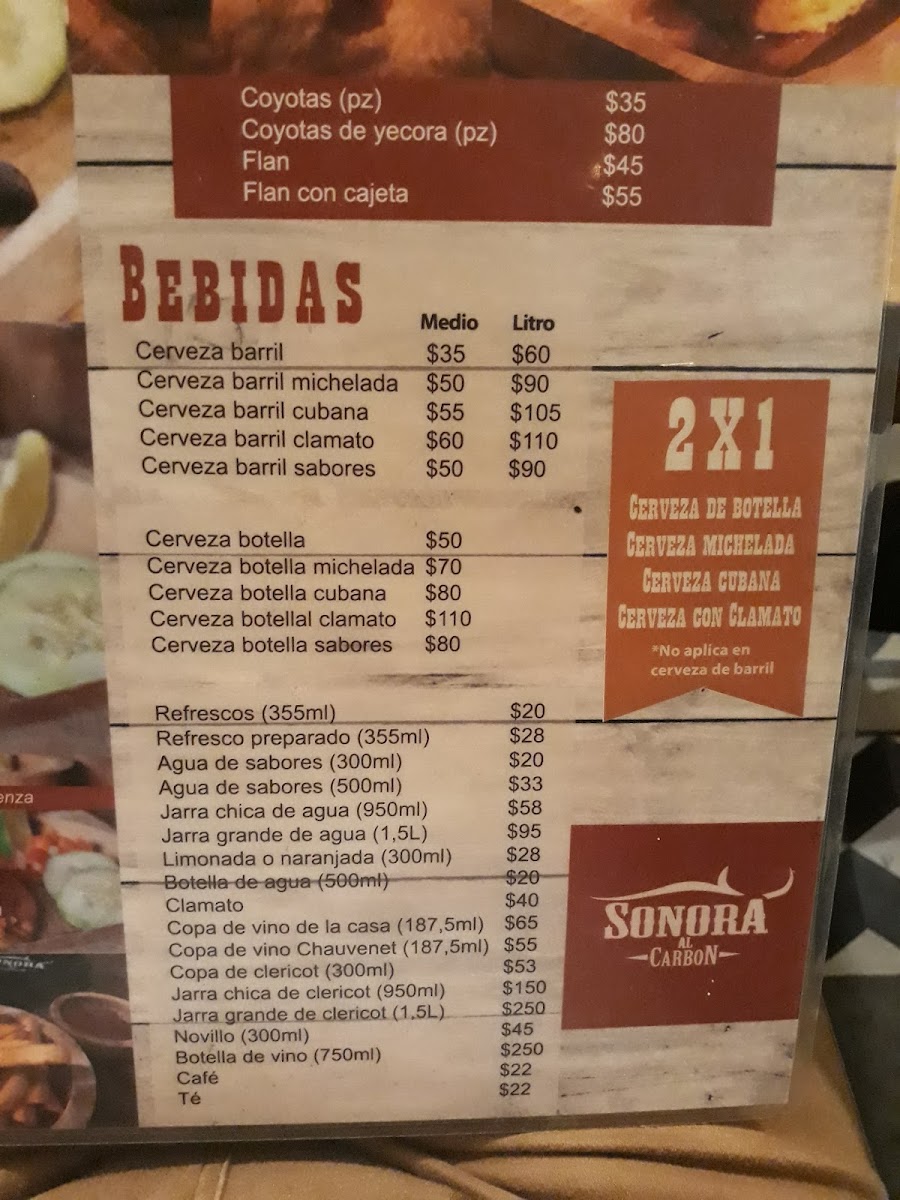 Coyotas (pz) $35
Coyotas de yecora (pz) $80
Flan $45
Flan con cajeta $55
BEBIDAS
Medio Litro
Cerveza barril $35 $60
Cerveza barril michelada $50 $90
Cerveza barril cubana $55 $105
Cerveza barril clamato $60 $110
Cerveza barril sabores $50 $90
Cerveza botella $50
Cerveza botella michelada $70
Cerveza botella cubana $80
Cerveza botellal clamato $110
Cerveza botella sabores $80
2X1
CERVEZA DE BOTELLA
CERVEZA MICHELADA
CERVEZA CUBANA
CERVEZA CON CLAMATO
*No aplica en
cerveza de barril
Refrescos (355ml) $20
Refresco preparado (355ml) $28
Agua de sabores (300ml) $20
Agua de sabores (500ml) $33
Jarra chica de agua (950ml) $58
Jarra grande de agua (1,5L) $95
Limonada o naranjada (300ml) $28
Botella de agua (500ml) $20
Clamato $40
Copa de vino de la casa (187,5ml) $65
Copa de vino Chauvenet (187,5ml) $55
Copa de clericot (300ml) $53
Jarra chica de clericot (950ml) $150
Jarra grande de clericot (1,5L) $250
Novillo (300ml) $45
Botella de vino (750ml) $250
Café $22
Té $22
SONORA
AL
CARBON
enza